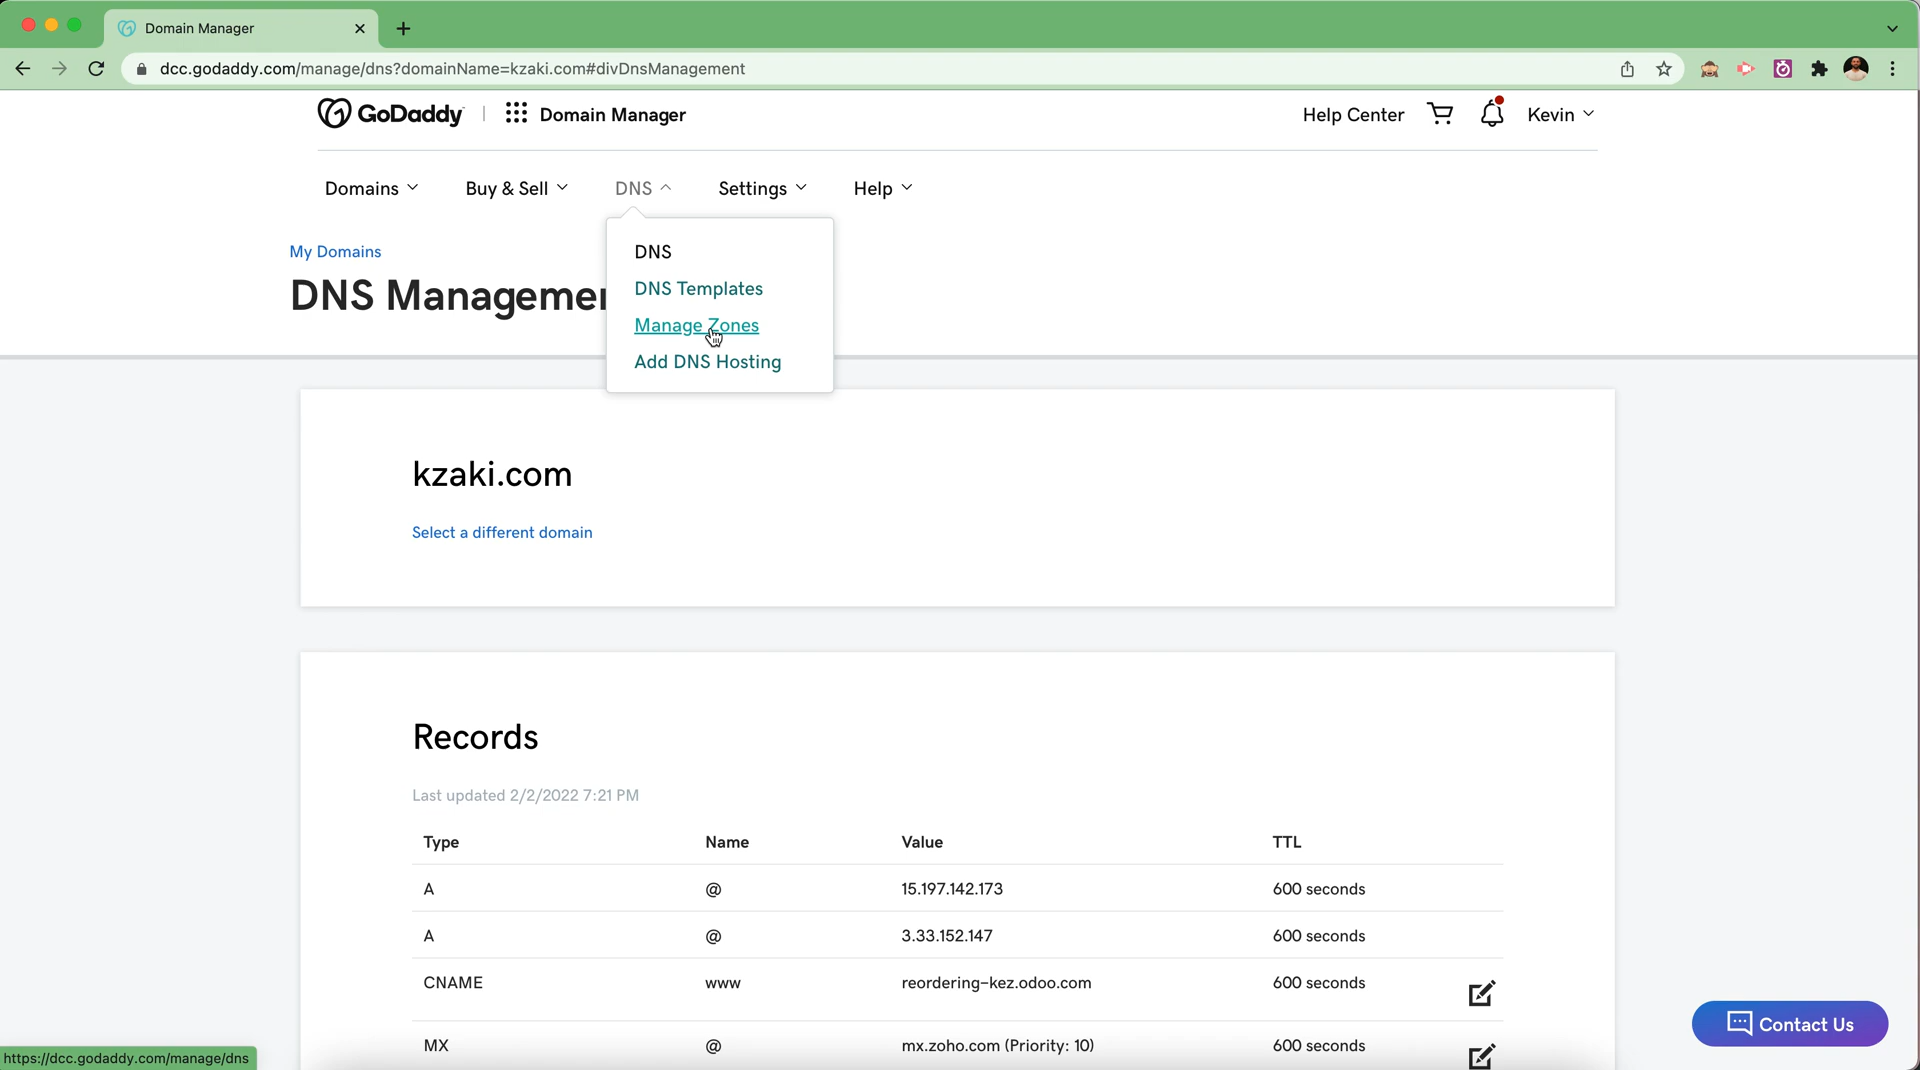 Domain Manager
dcc.godaddy.com/manage/dns?domainName=kzaki.com#divDnsManagement
GoDaddy Domain Manager Help Center Kevin
Domains Buy & Sell DNS Settings Help
My Domains
DNS Managemen
DNS
DNS Templates
Manage Zones
Add DNS Hosting
kzaki.com
Select a different domain
Records
Last updated 2/2/2022 7:21 PM
Type Name Value TTL
A @ 15.197.142.173 600 seconds
A @ 3.33.152.147 600 seconds
CNAME www reordering-kez.odoo.com 600 seconds
MX @ mx.zoho.com (Priority: 10) 600 seconds
Contact Us
https://dcc.godaddy.com/manage/dns